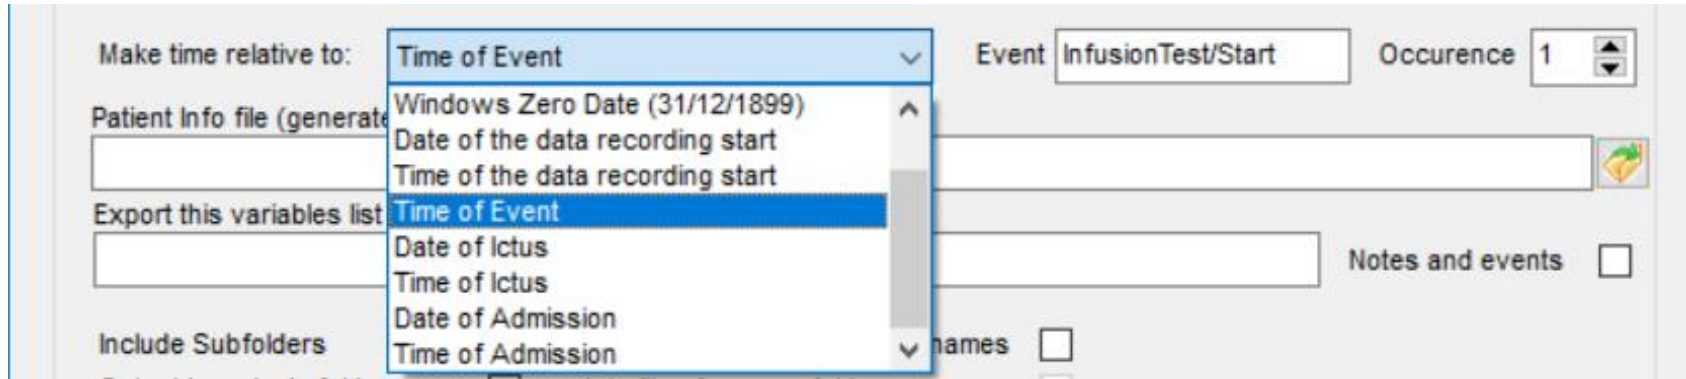 Make time relative to: Time of Event Event InfusionTest/Start Occurence 1
Windows Zero Date (31/12/1899)
Patient Info file (generate
Date of the data recording start
Time of the data recording start
Time of Event
Export this variables list
Date of Ictus
Notes and events
Time of Ictus
Date of Admission
Include Subfolders names
Time of Admission